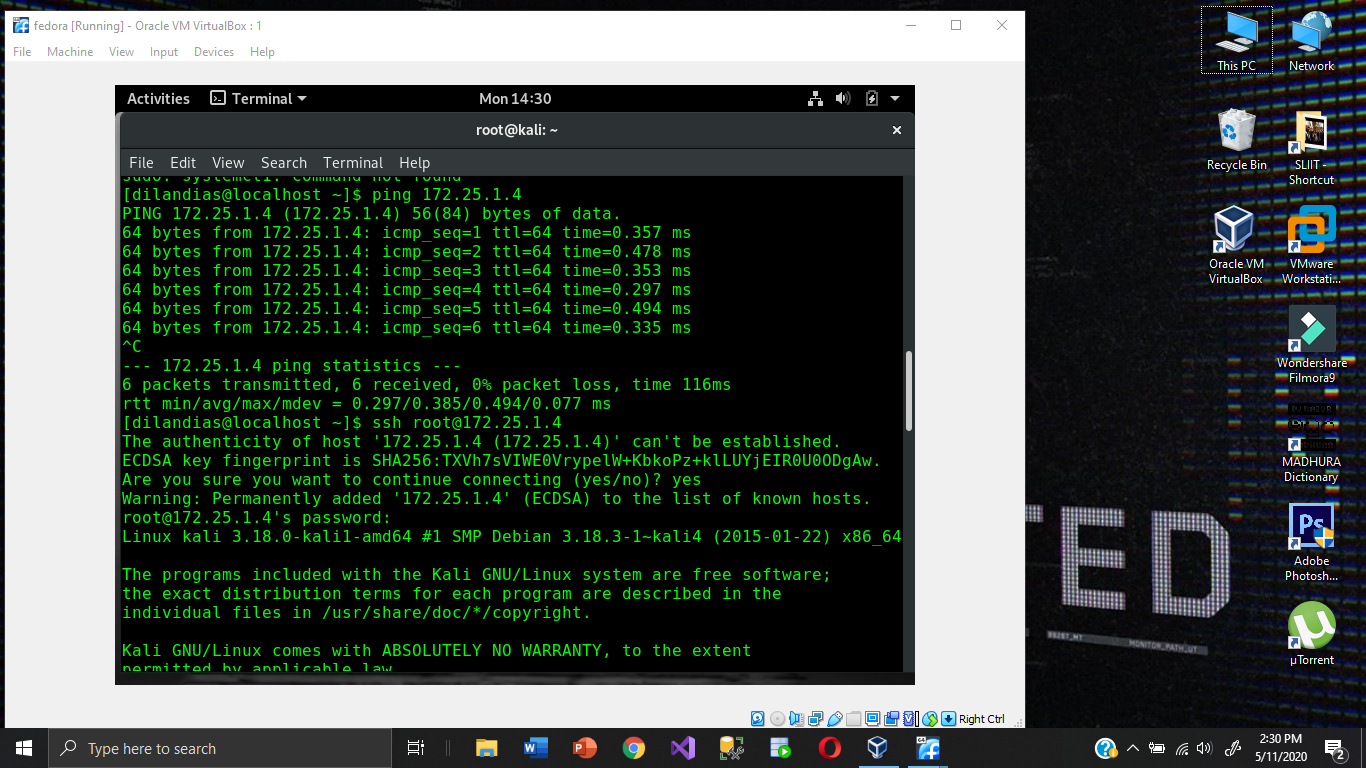 fedora [Running] - Oracle VM VirtualBox : 1
File Machine View Input Devices Help
Activities Terminal Mon 14:30
root@kali: ~
File Edit View Search Terminal Help
sudo: systemctl: command not found
[dilandias@localhost ~]$ ping 172.25.1.4
PING 172.25.1.4 (172.25.1.4) 56(84) bytes of data.
64 bytes from 172.25.1.4: icmp_seq=1 ttl=64 time=0.357 ms
64 bytes from 172.25.1.4: icmp_seq=2 ttl=64 time=0.478 ms
64 bytes from 172.25.1.4: icmp_seq=3 ttl=64 time=0.353 ms
64 bytes from 172.25.1.4: icmp_seq=4 ttl=64 time=0.297 ms
64 bytes from 172.25.1.4: icmp_seq=5 ttl=64 time=0.494 ms
64 bytes from 172.25.1.4: icmp_seq=6 ttl=64 time=0.335 ms
^C
--- 172.25.1.4 ping statistics ---
6 packets transmitted, 6 received, 0% packet loss, time 116ms
rtt min/avg/max/mdev = 0.297/0.385/0.494/0.077 ms
[dilandias@localhost ~]$ ssh root@172.25.1.4
The authenticity of host '172.25.1.4 (172.25.1.4)' can't be established.
ECDSA key fingerprint is SHA256:TXVh7sVIWE0VrypelW+KbkoPz+klLUYjEIR0U0ODgAw.
Are you sure you want to continue connecting (yes/no)? yes
Warning: Permanently added '172.25.1.4' (ECDSA) to the list of known hosts.
root@172.25.1.4's password:
Linux kali 3.18.0-kali1-amd64 #1 SMP Debian 3.18.3-1~kali4 (2015-01-22) x86_64
The programs included with the Kali GNU/Linux system are free software;
the exact distribution terms for each program are described in the
individual files in /usr/share/doc/*/copyright.
Kali GNU/Linux comes with ABSOLUTELY NO WARRANTY, to the extent
permitted by applicable law.
Right Ctrl
This PC
Network
Recycle Bin
SLIIT -
Shortcut
Oracle VM
VirtualBox
VMware
Workstati...
Wondershare
Filmora9
MADHURA
Dictionary
Adobe
Photosh...
µTorrent
TED
MONITOR_PATH_UT
Type here to search
2:30 PM
5/11/2020
2